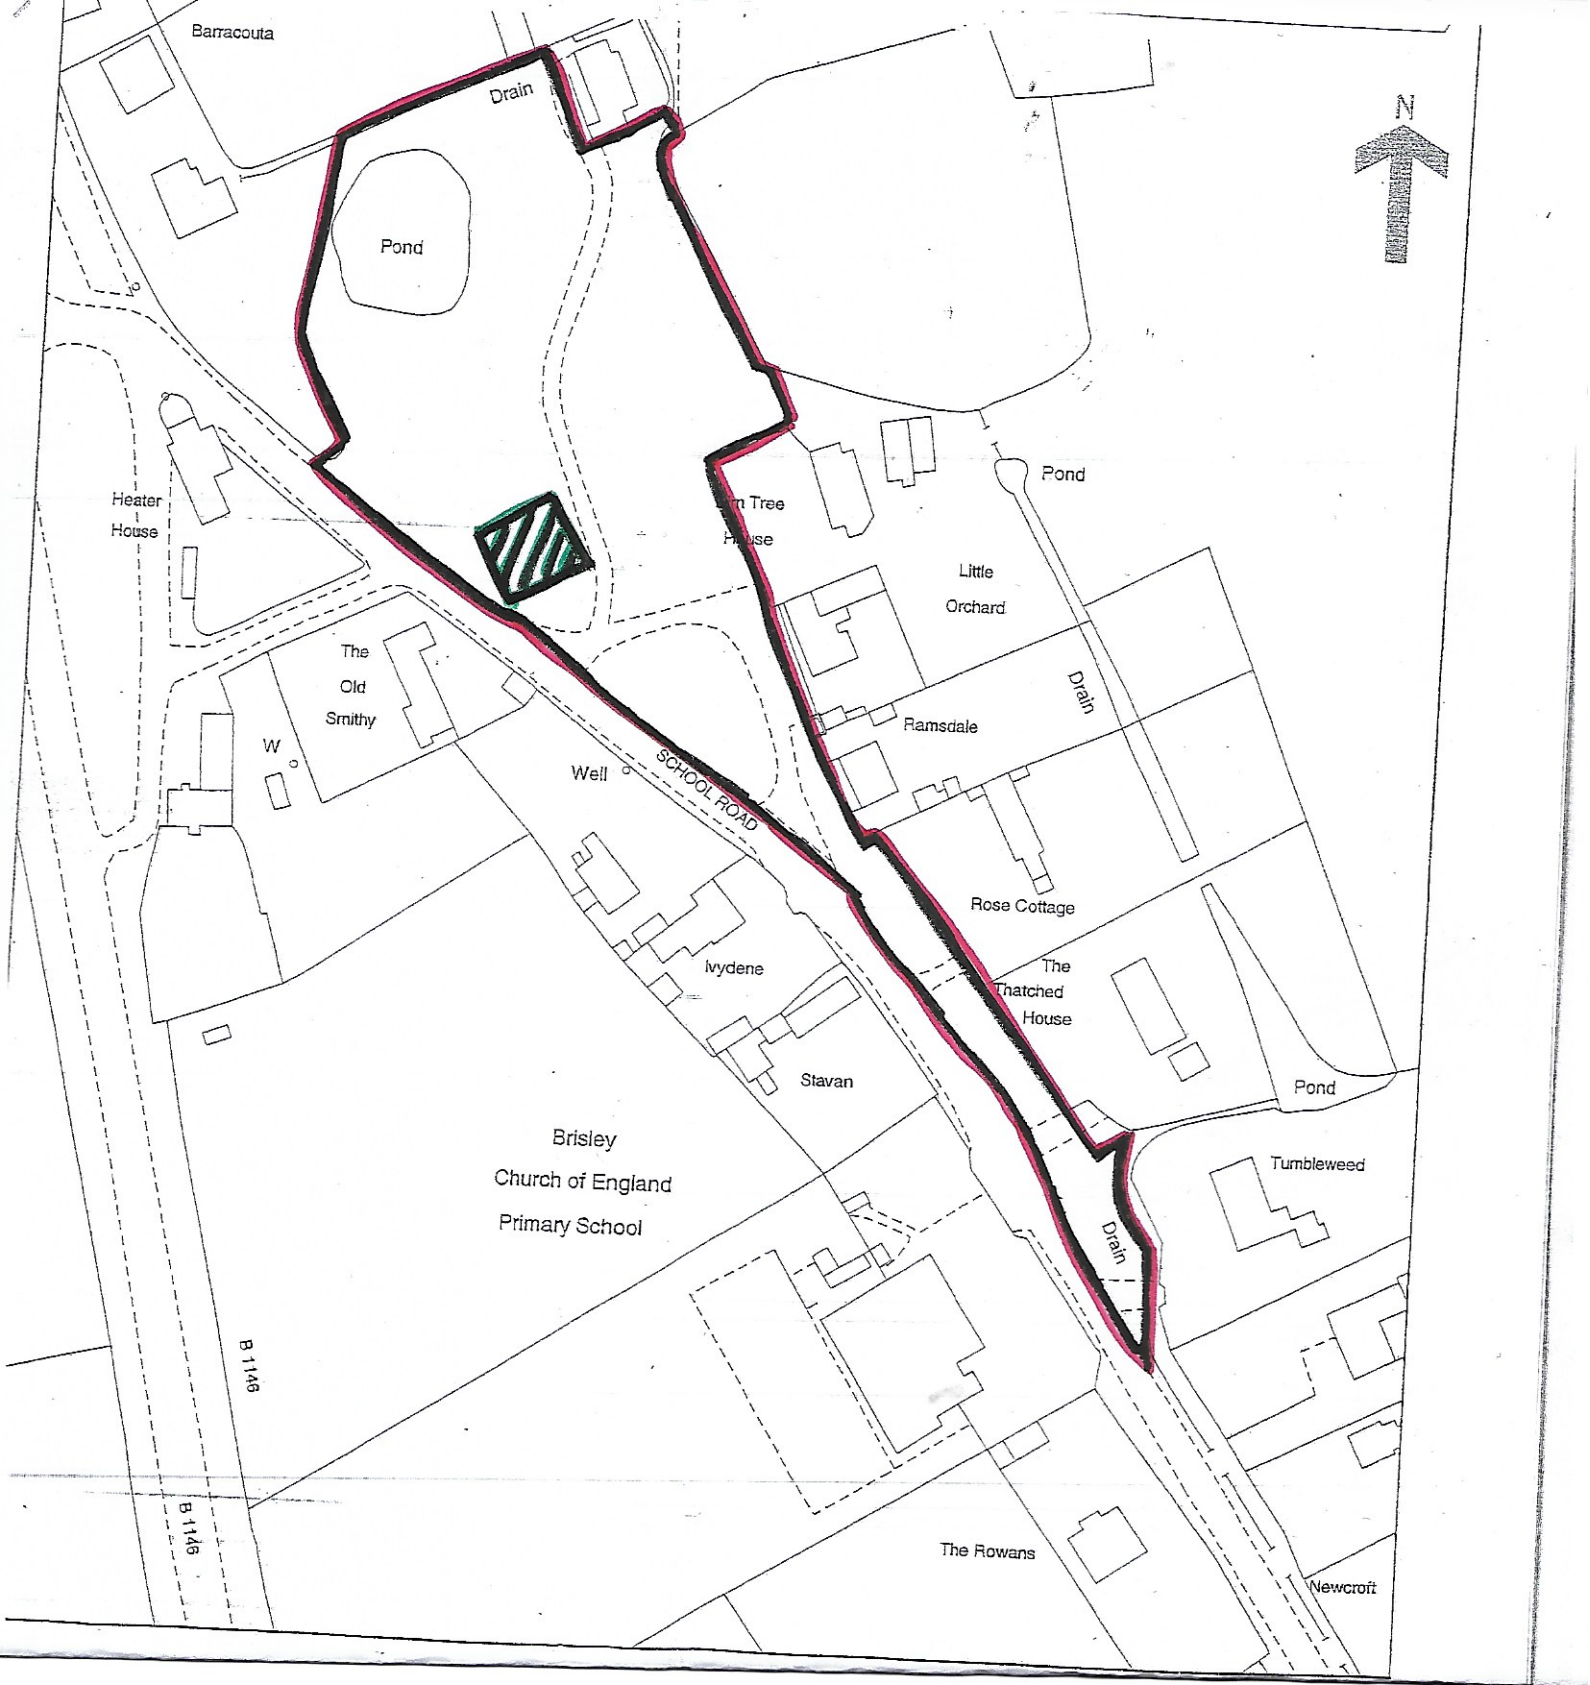 Barracouta
Drain
N
Pond
Heater
House
Pond
Tree
Little
Orchard
The
Old
Smithy
W
Well
SCHOOL ROAD
Drain
Ramsdale
Rose Cottage
Ivydene
The
Thatched
House
Stavan
Pond
Brisley
Church of England
Primary School
Tumbleweed
Drain
B 1146
B 1146
The Rowans
Newcroft